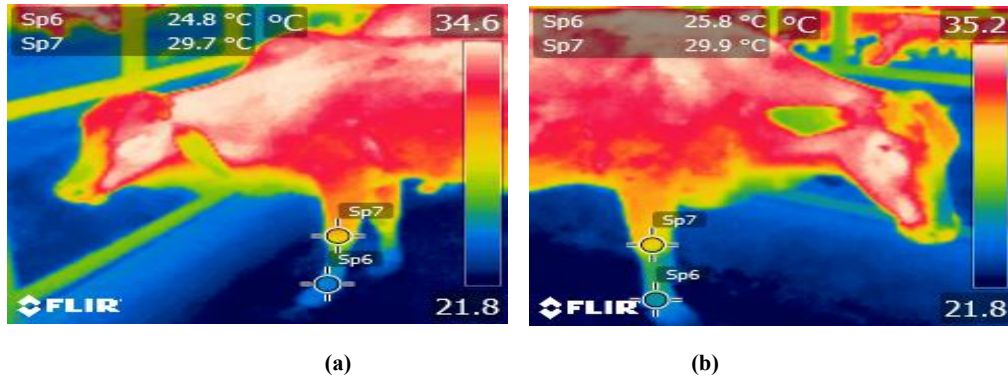 Sp6 24.8 °C °C 34.6
Sp7 29.7 °C
Sp7
Sp6
FLIR
21.8
Sp6 25.8 °C °C 35.2
Sp7 29.9 °C
Sp7
Sp6
FLIR
21.8
(a) (b)